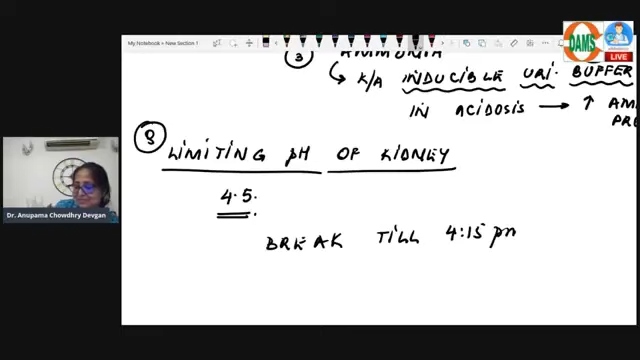 My Notebook > New Section 1
DAMS
LIVE
③ AMMONIA
↳ K/A INDUCIBLE URI. BUFFER
IN ACIDOSIS → ↑ AM
PR
⑧ LIMITING pH OF KIDNEY
4.5.
BREAK TILL 4:15 pm
Dr. Anupama Chowdhry Devgan